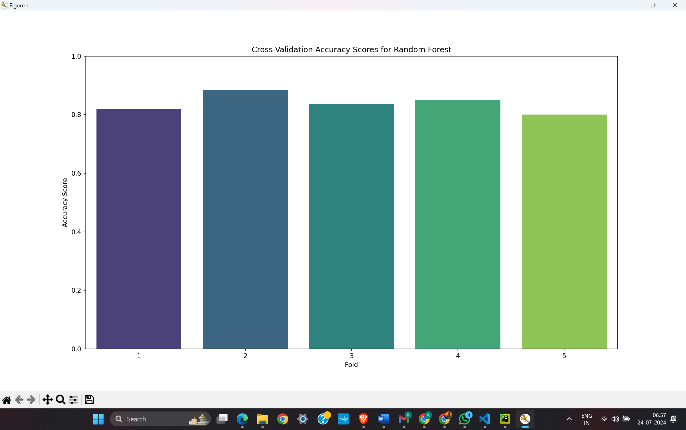 Figure 1
Cross-Validation Accuracy Scores for Random Forest
1.0
0.8
0.6
0.4
0.2
0.0
Accuracy Score
1 2 3 4 5
Fold
Search
ENG
IN
06:57
24-07-2024